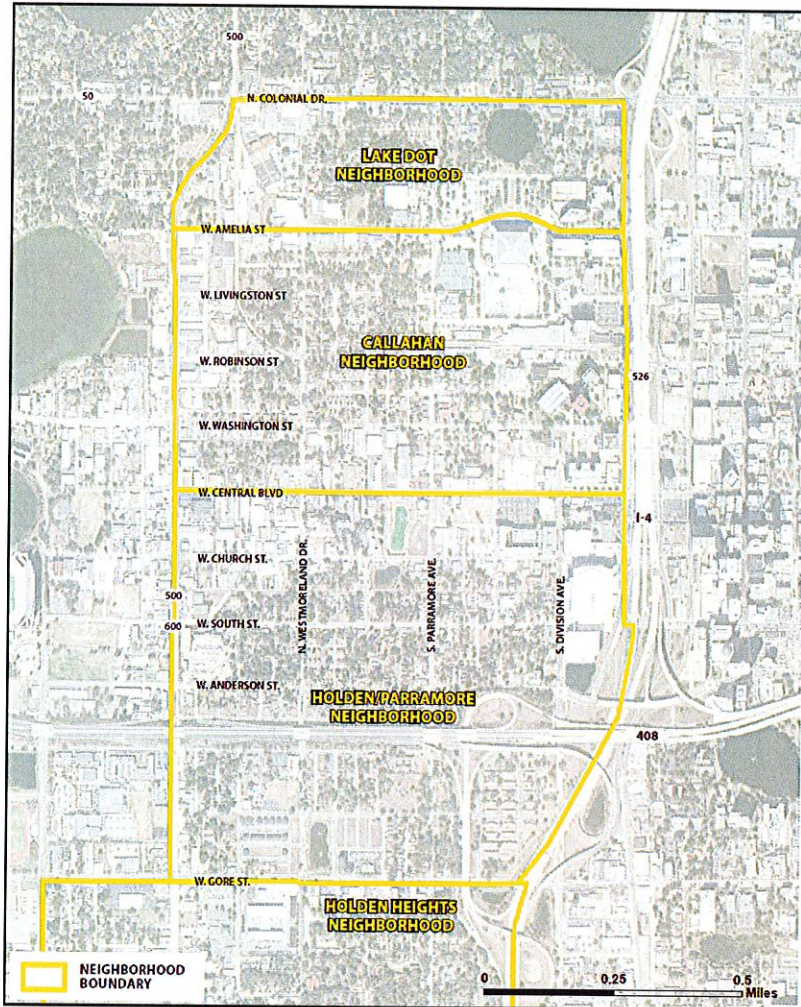 500
50
N. COLONIAL DR.
LAKE DOT
NEIGHBORHOOD
W. AMELIA ST
W. LIVINGSTON ST
CALLAHAN
NEIGHBORHOOD
W. ROBINSON ST
526
W. WASHINGTON ST
W. CENTRAL BLVD
I-4
W. CHURCH ST.
N. WESTMORELAND DR.
S. PARRAMORE AVE.
S. DIVISION AVE.
500
600
W. SOUTH ST.
W. ANDERSON ST.
HOLDEN/PARRAMORE
NEIGHBORHOOD
408
W. GORE ST.
HOLDEN HEIGHTS
NEIGHBORHOOD
NEIGHBORHOOD
BOUNDARY
0 0.25 0.5
Miles